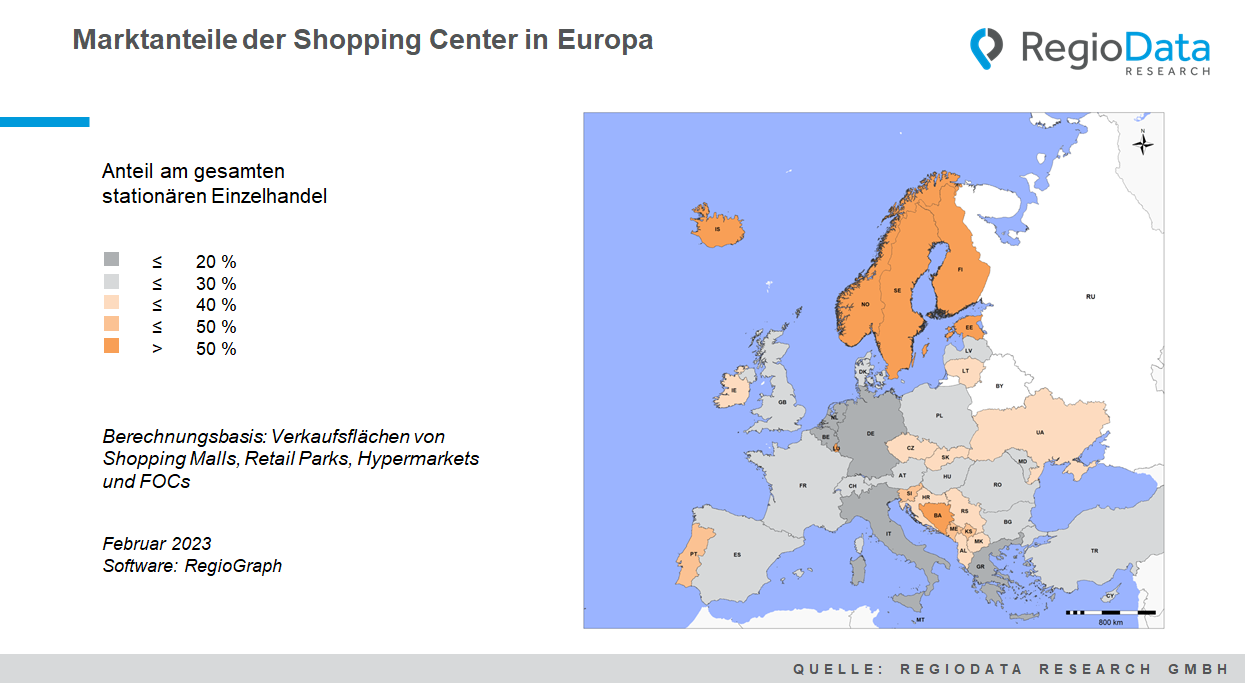 Marktanteile der Shopping Center in Europa
RegioData
RESEARCH
Anteil am gesamten
stationären Einzelhandel
≤ 20 %
≤ 30 %
≤ 40 %
≤ 50 %
> 50 %
Berechnungsbasis: Verkaufsflächen von
Shopping Malls, Retail Parks, Hypermarkets
und FOCs
Februar 2023
Software: RegioGraph
N
IS
FI
RU
SE
NO
EE
LV
LT
DK
BY
IE
GB
PL
NL
DE
BE
UA
LU
CZ
SK
MD
AT
HU
FR
CH
RO
SI
HR
RS
BA
BG
ME
KS
IT
MK
AL
PT
ES
TR
GR
CY
MT
800 km
QUELLE: REGIODATA RESEARCH GMBH